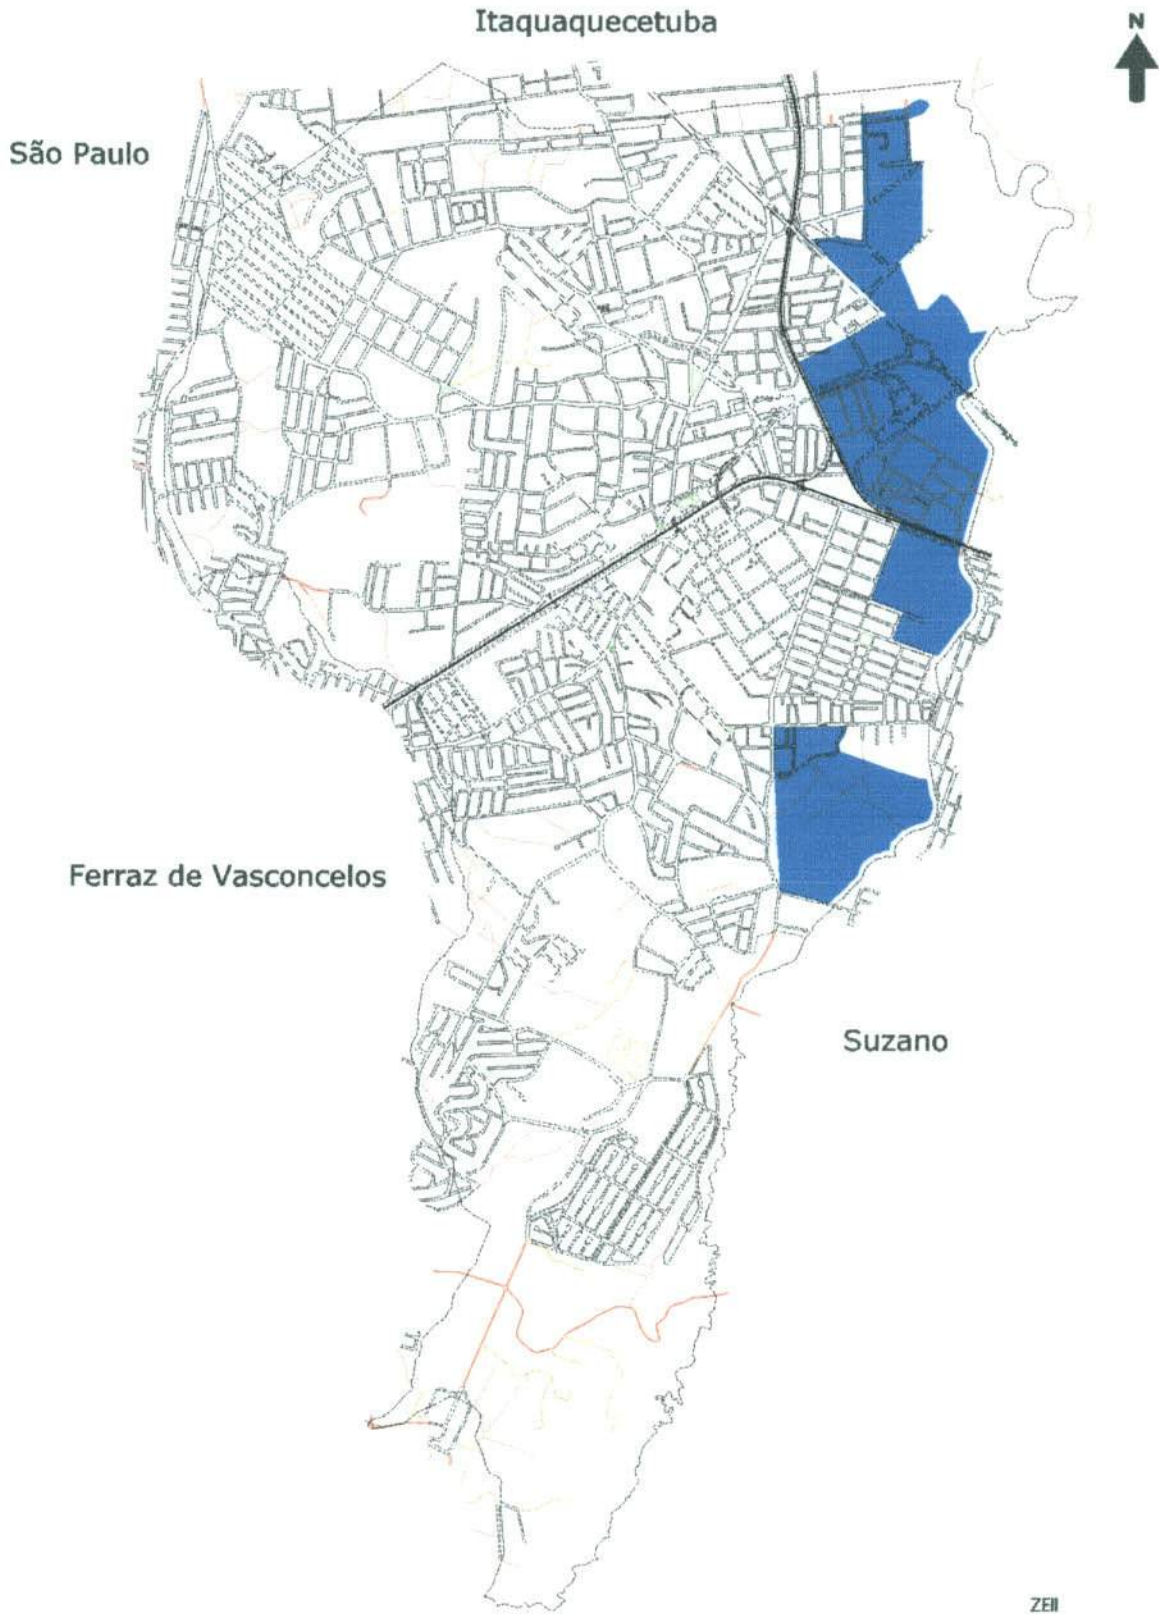 Itaquaquecetuba
N
São Paulo
Ferraz de Vasconcelos
Suzano
ZEII